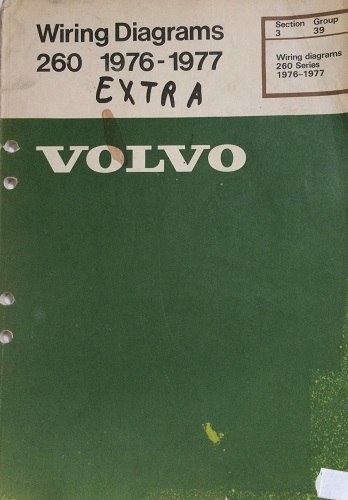 Wiring Diagrams
260 1976-1977
EXTRA
Section Group
3 39
Wiring diagrams
260 Series
1976-1977
VOLVO